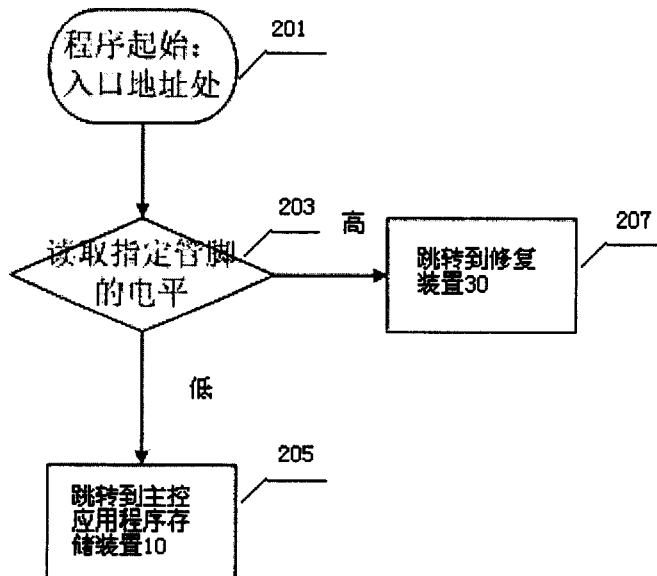 程序起始:
入口地址处
201
读取指定管脚
的电平
203
高
跳转到修复
装置30
207
低
跳转到主控
应用程序存
储装置10
205